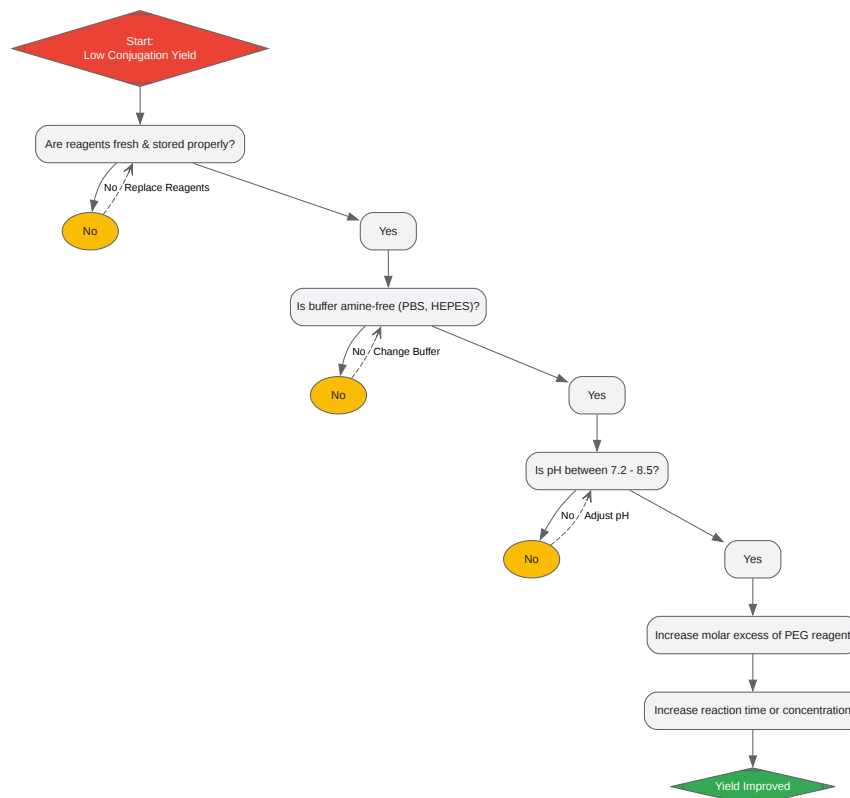 Start:
Low Conjugation Yield
Are reagents fresh & stored properly?
No
Replace Reagents
No
Yes
Is buffer amine-free (PBS, HEPES)?
No
Change Buffer
No
Yes
Is pH between 7.2 - 8.5?
No
Adjust pH
No
Yes
Increase molar excess of PEG reagent
Increase reaction time or concentration
Yield Improved